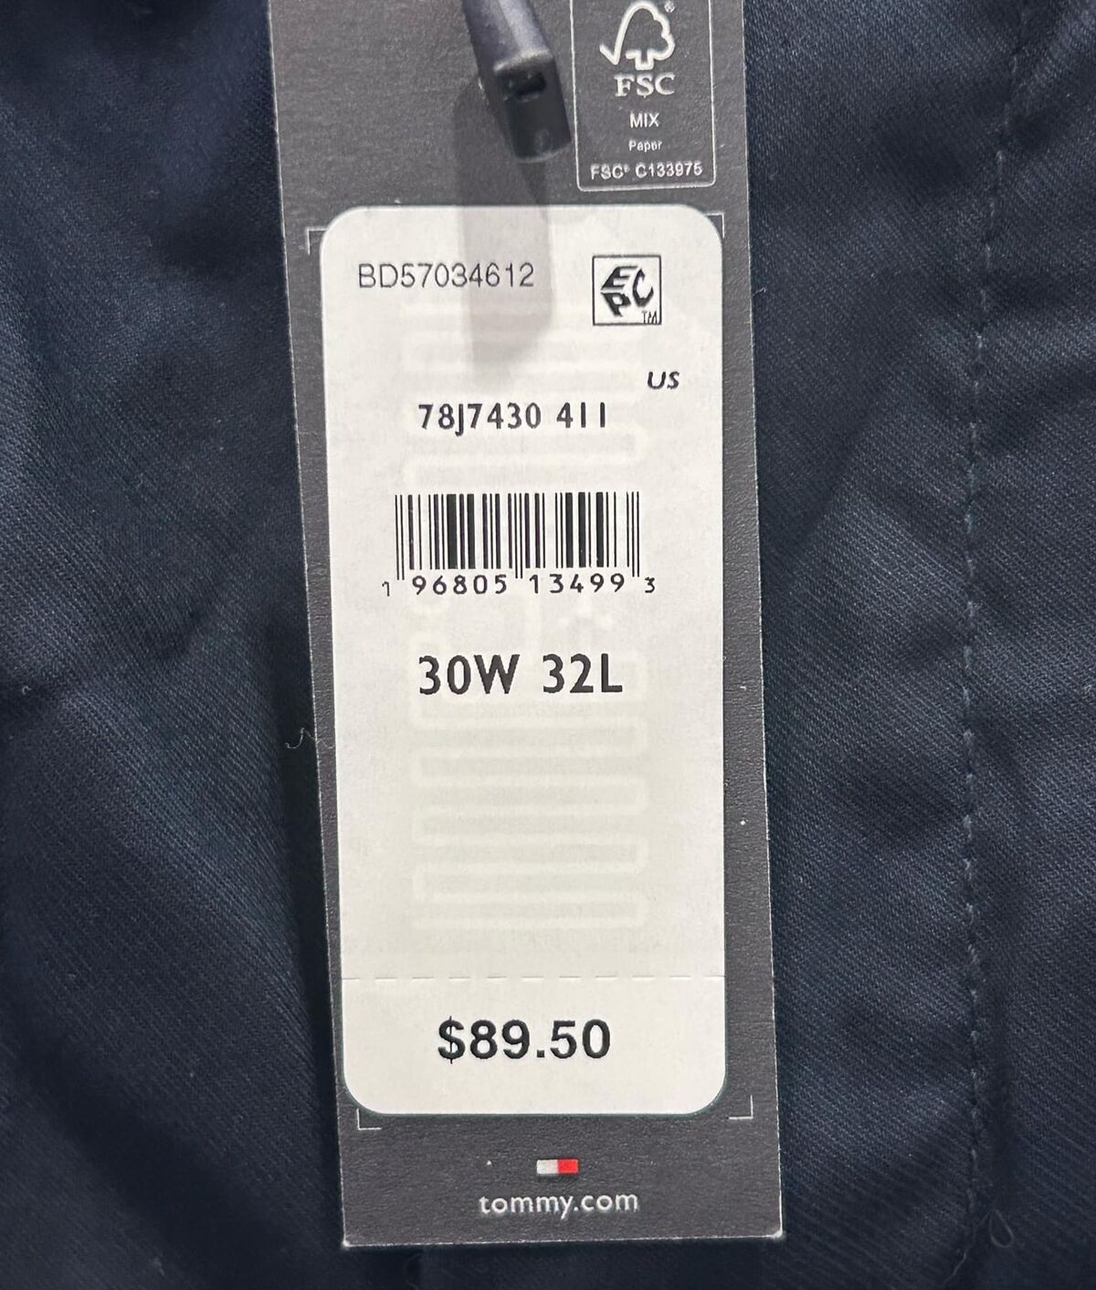 FSC®
MIX
Paper
FSC® C133975
BD57034612
EPC
TM
US
78J7430 411
1 96805 13499 3
30W 32L
$89.50
tommy.com